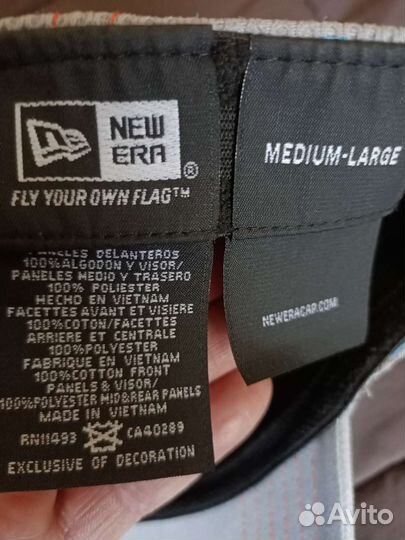 NEW
ERA®
FLY YOUR OWN FLAG™
MEDIUM-LARGE
PANELES DELANTEROS
100%ALGODON Y VISOR/
PANELES MEDIO Y TRASERO
100% POLIESTER
HECHO EN VIETNAM
FACETTES AVANT ET VISIERE
100%COTON/FACETTES
ARRIERE ET CENTRALE
100%POLYESTER
FABRIQUE EN VIETNAM
100%COTTON FRONT
PANELS & VISOR/
100%POLYESTER MID&REAR PANELS
MADE IN VIETNAM
RN11493 CA40289
EXCLUSIVE OF DECORATION
NEWERACAP.COM
Avito